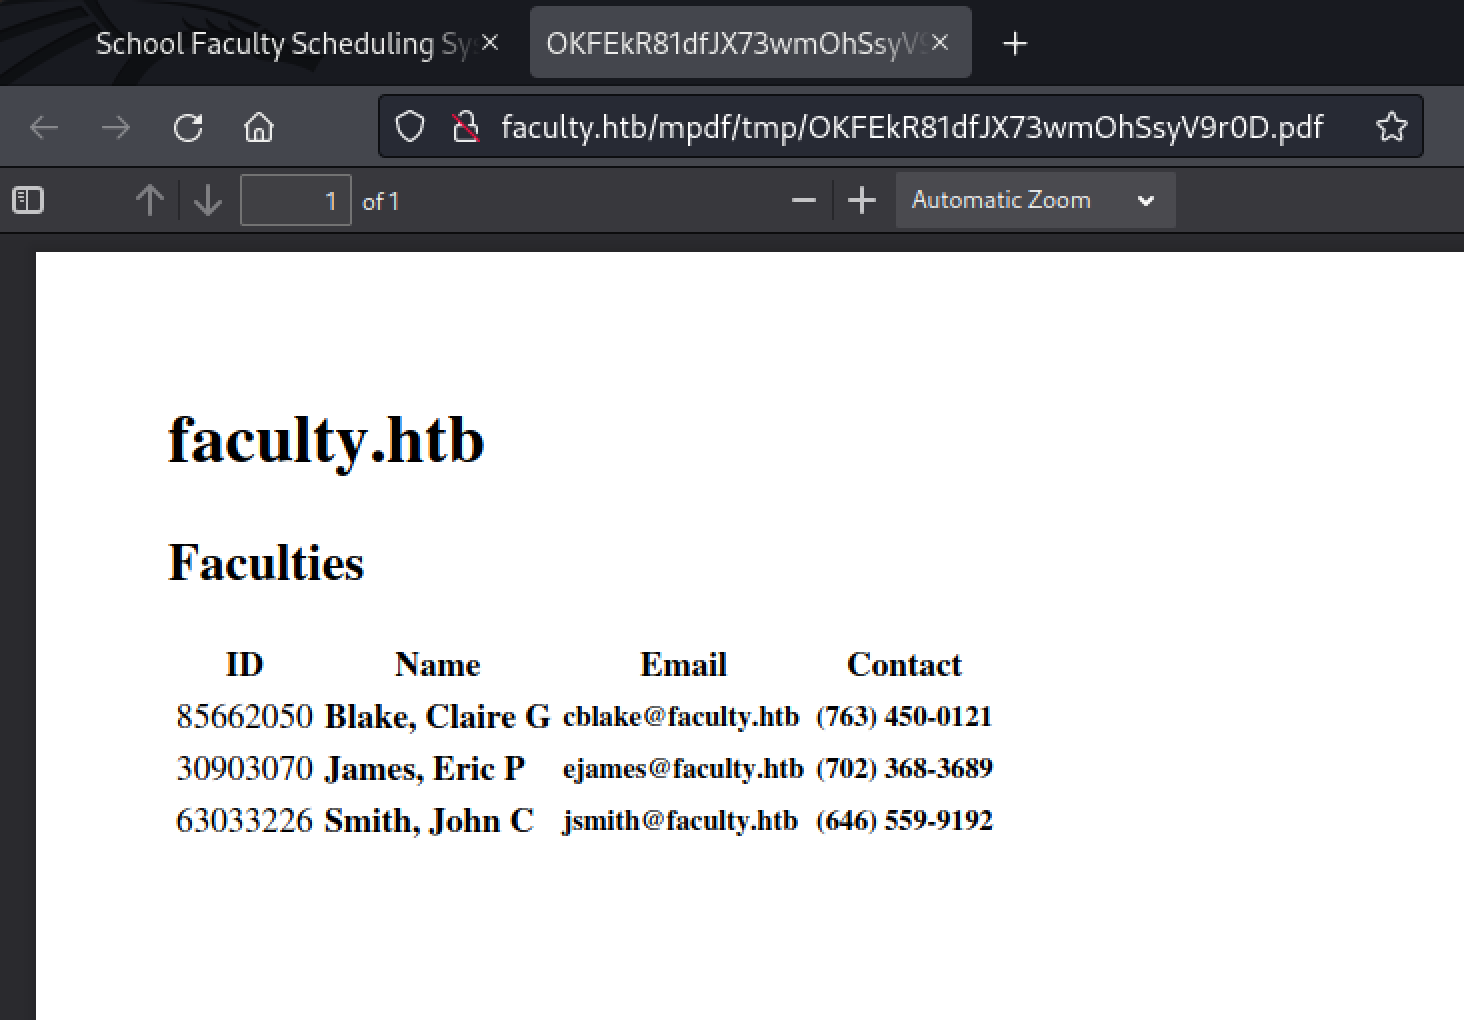 School Faculty Scheduling Sy
OKFEkR81dfJX73wmOhSsyV9
faculty.htb/mpdf/tmp/OKFEkR81dfJX73wmOhSsyV9r0D.pdf
1 of 1
Automatic Zoom
faculty.htb
Faculties
ID Name Email Contact
85662050 Blake, Claire G cblake@faculty.htb (763) 450-0121
30903070 James, Eric P ejames@faculty.htb (702) 368-3689
63033226 Smith, John C jsmith@faculty.htb (646) 559-9192